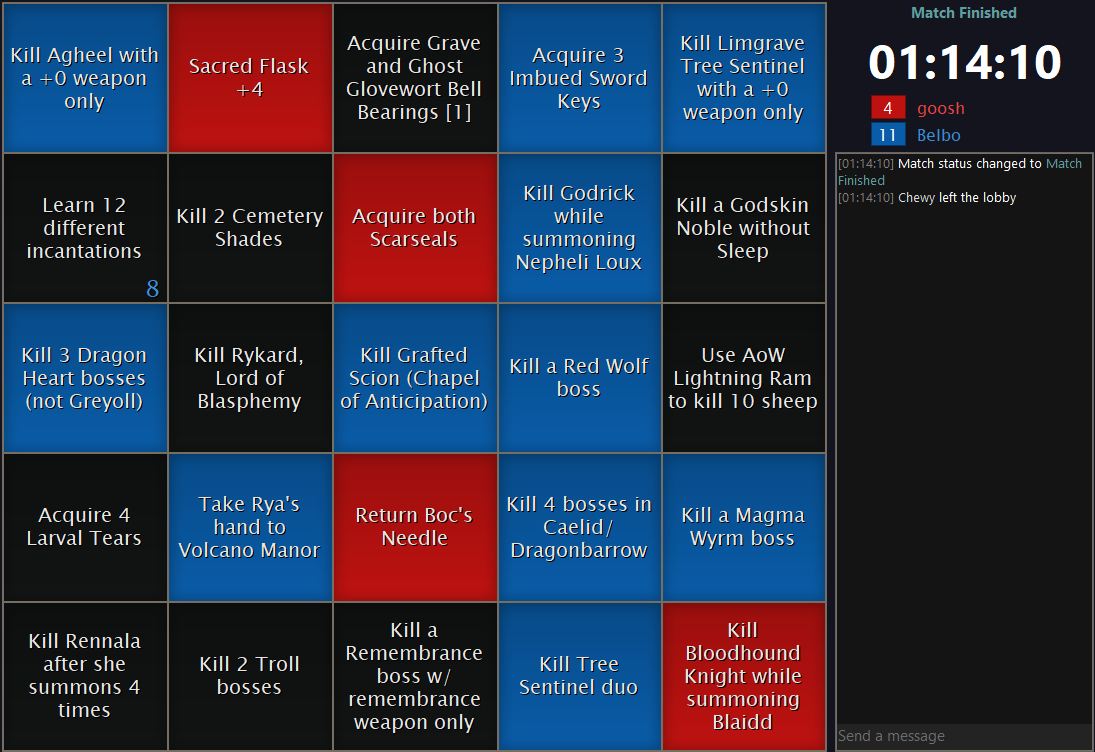 Kill Agheel with
a +0 weapon
only
Sacred Flask
+4
Acquire Grave
and Ghost
Glovewort Bell
Bearings [1]
Acquire 3
Imbued Sword
Keys
Kill Limgrave
Tree Sentinel
with a +0
weapon only
Learn 12
different
incantations
8
Kill 2 Cemetery
Shades
Acquire both
Scarseals
Kill Godrick
while
summoning
Nepheli Loux
Kill a Godskin
Noble without
Sleep
Kill 3 Dragon
Heart bosses
(not Greyoll)
Kill Rykard,
Lord of
Blasphemy
Kill Grafted
Scion (Chapel
of Anticipation)
Kill a Red Wolf
boss
Use AoW
Lightning Ram
to kill 10 sheep
Acquire 4
Larval Tears
Take Rya's
hand to
Volcano Manor
Return Boc's
Needle
Kill 4 bosses in
Caelid/
Dragonbarrow
Kill a Magma
Wyrm boss
Kill Rennala
after she
summons 4
times
Kill 2 Troll
bosses
Kill a
Remembrance
boss w/
remembrance
weapon only
Kill Tree
Sentinel duo
Kill
Bloodhound
Knight while
summoning
Blaidd
Match Finished
01:14:10
4 goosh
11 Belbo
[01:14:10] Match status changed to Match
Finished
[01:14:10] Chewy left the lobby
Send a message